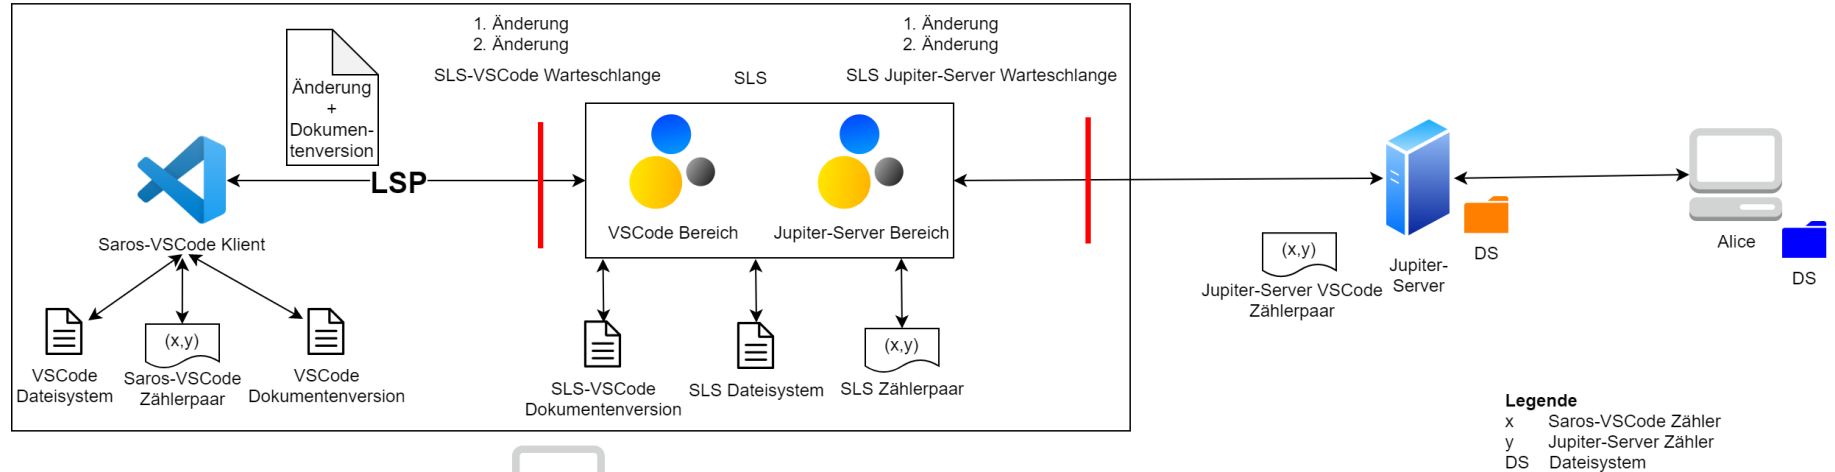 1. Änderung
2. Änderung
SLS-VSCode Warteschlange
SLS
1. Änderung
2. Änderung
SLS Jupiter-Server Warteschlange
Änderung
+
Dokumen-
tenversion
LSP
Saros-VSCode Klient
VSCode Bereich
Jupiter-Server Bereich
VSCode
Dateisystem
(x,y)
Saros-VSCode
Zählerpaar
VSCode
Dokumentenversion
SLS-VSCode
Dokumentenversion
SLS Dateisystem
(x,y)
SLS Zählerpaar
(x,y)
Jupiter-Server VSCode
Zählerpaar
Jupiter-
Server
DS
Alice
DS
Legende
x Saros-VSCode Zähler
y Jupiter-Server Zähler
DS Dateisystem